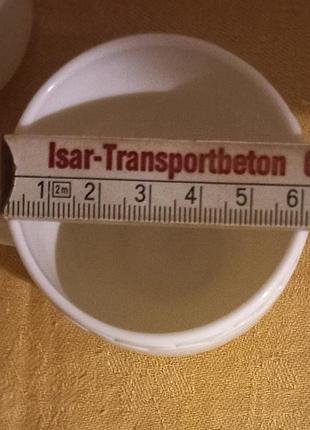 Isar-Transportbeton
1 2m 2 3 4 5 6